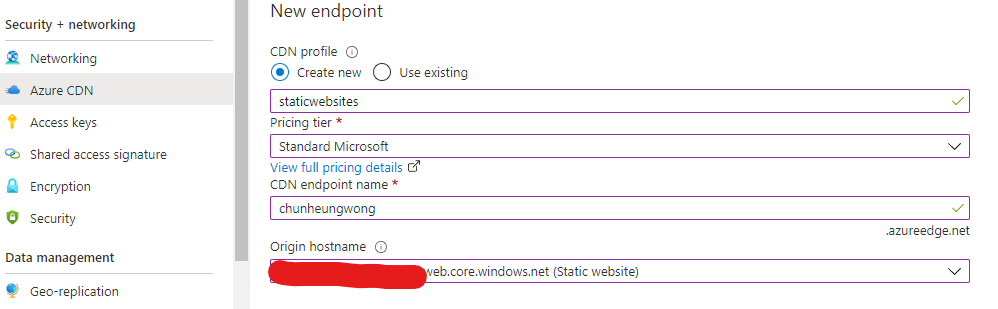 Security + networking
Networking
Azure CDN
Access keys
Shared access signature
Encryption
Security
Data management
Geo-replication
New endpoint
CDN profile
Create new Use existing
staticwebsites
Pricing tier *
Standard Microsoft
View full pricing details
CDN endpoint name *
chunheungwong
.azureedge.net
Origin hostname
web.core.windows.net (Static website)